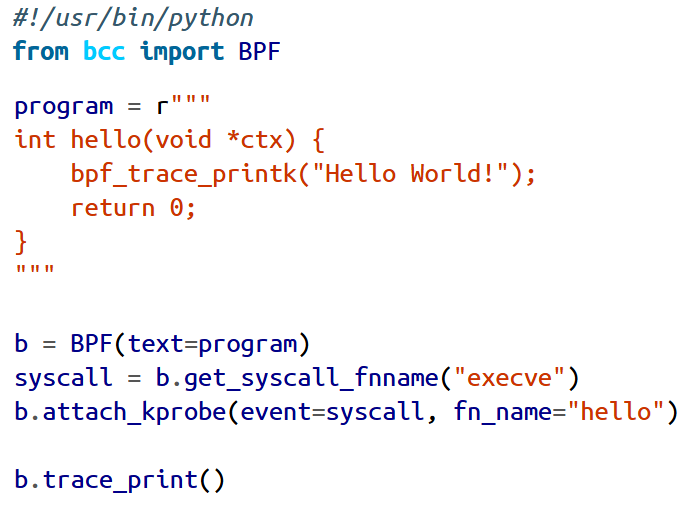 #!/usr/bin/python
from bcc import BPF

program = r"""
int hello(void *ctx) {
    bpf_trace_printk("Hello World!");
    return 0;
}
"""

b = BPF(text=program)
syscall = b.get_syscall_fnname("execve")
b.attach_kprobe(event=syscall, fn_name="hello")

b.trace_print()